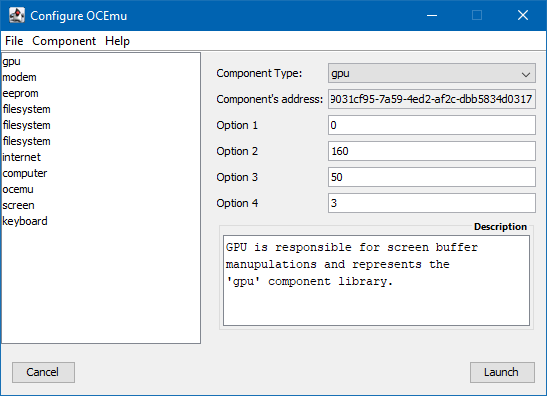 Configure OCEmu
File Component Help
gpu
modem
eeprom
filesystem
filesystem
filesystem
internet
computer
ocemu
screen
keyboard
Component Type: gpu
Component's address: 9031cf95-7a59-4ed2-af2c-dbb5834d0317
Option 1 0
Option 2 160
Option 3 50
Option 4 3
Description
GPU is responsible for screen buffer
manupulations and represents the
'gpu' component library.
Cancel Launch